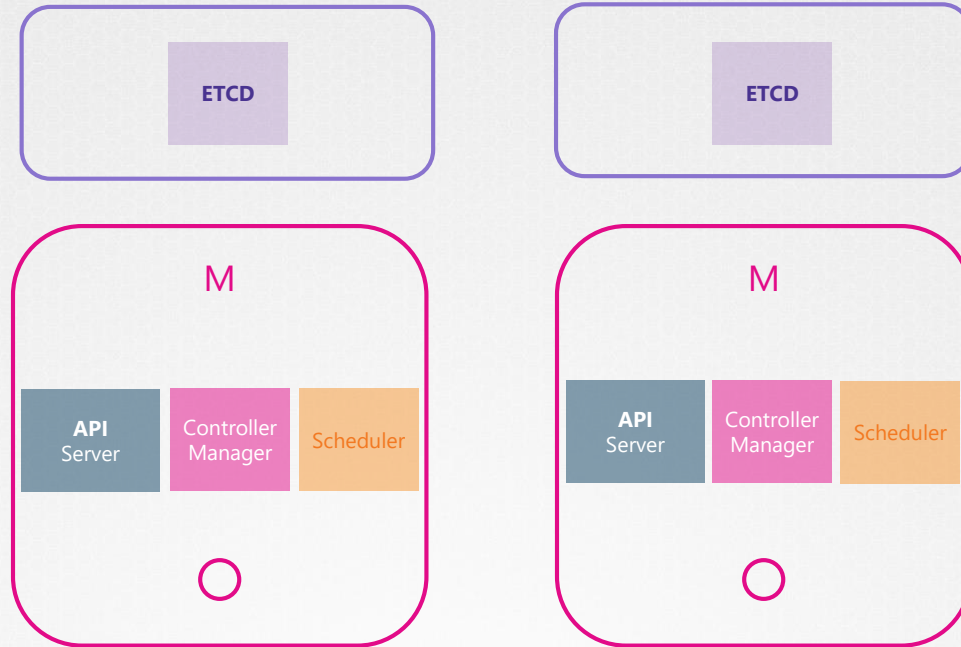 ETCD
ETCD
M
M
API
Server
Controller
Manager
Scheduler
API
Server
Controller
Manager
Scheduler